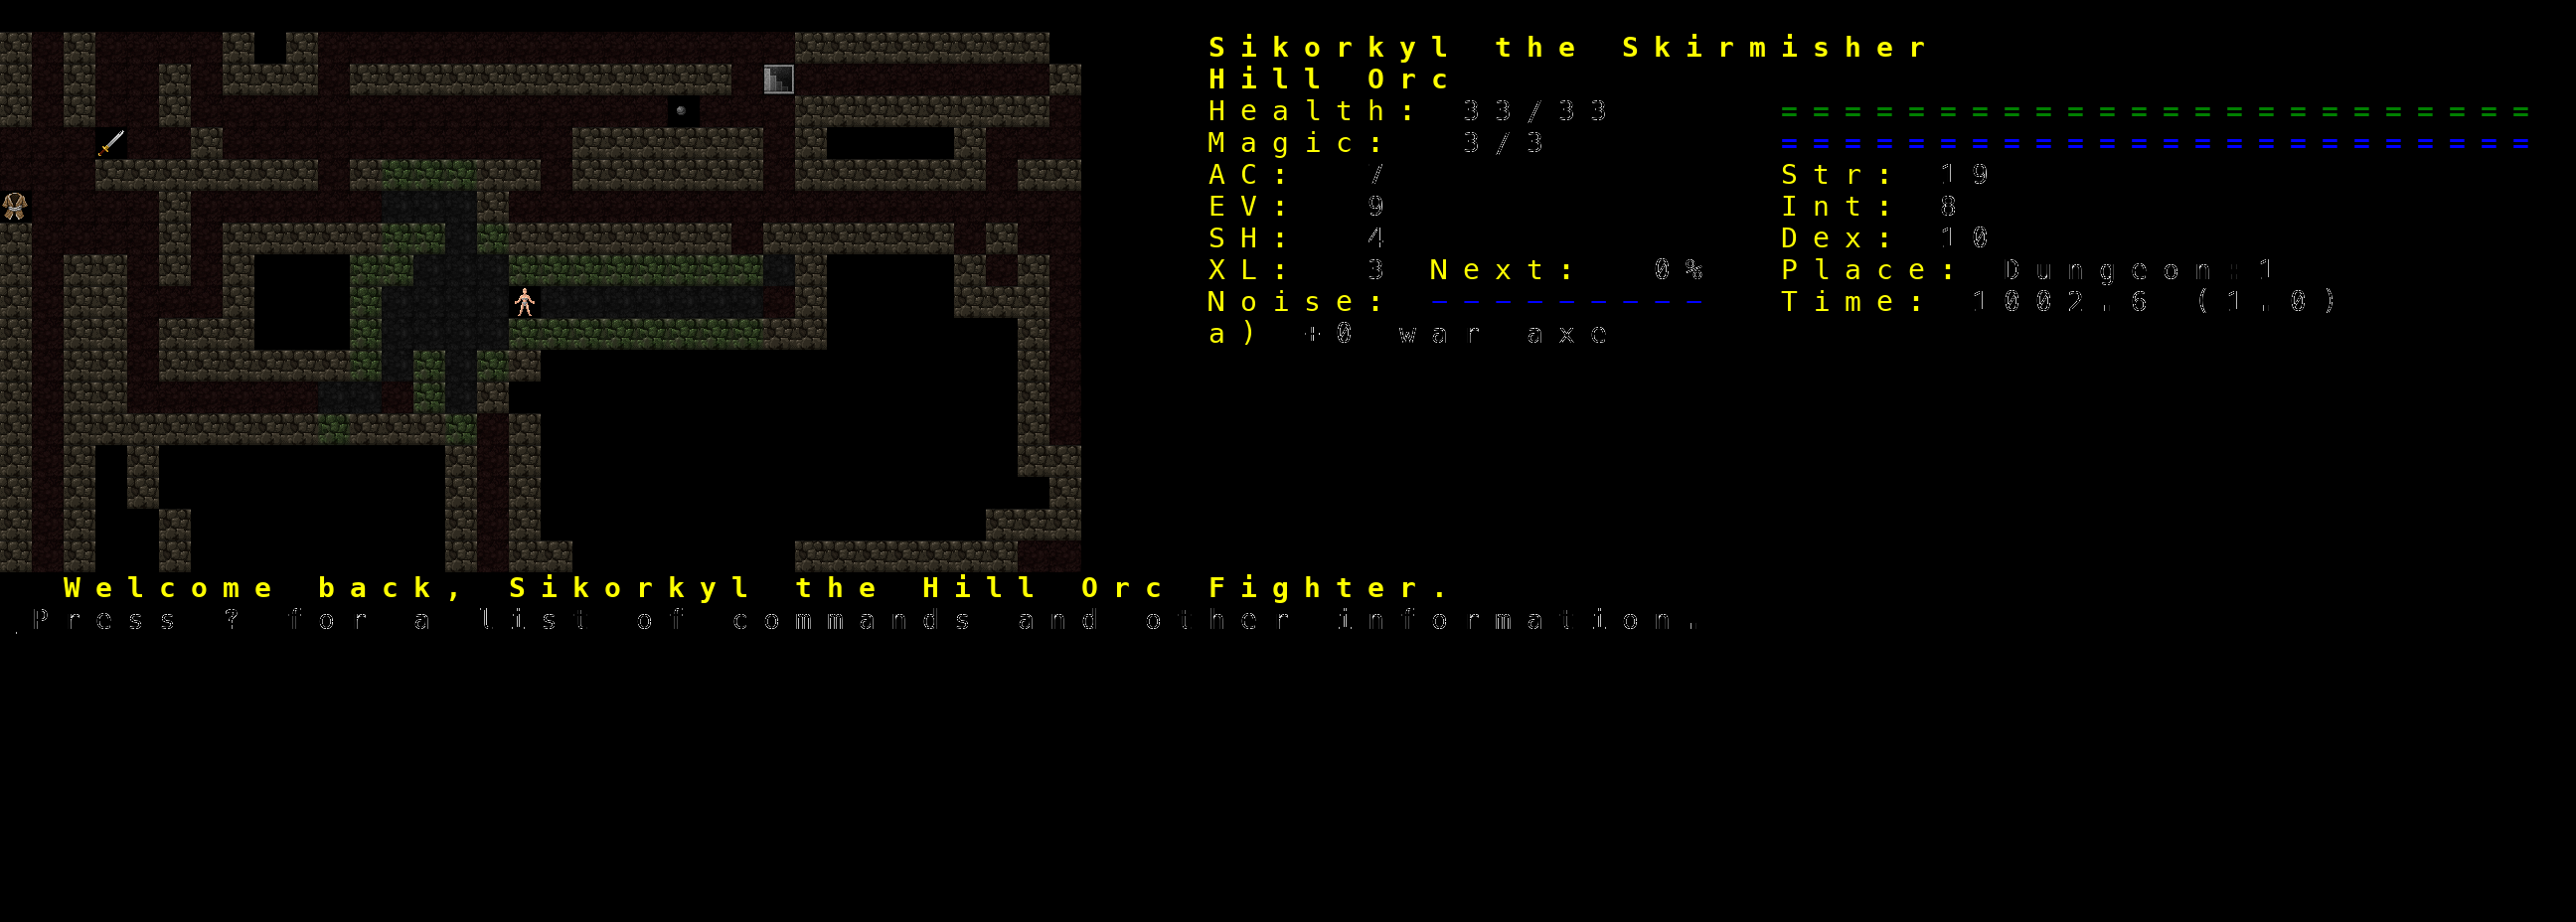 Sikorkyl the Skirmisher
Hill Orc
Health: 33/33 ========================
Magic: 3/3 ========================
AC: 7 Str: 19
EV: 9 Int: 8
SH: 4 Dex: 10
XL: 3 Next: 0% Place: Dungeon:1
Noise: --------- Time: 1002.6 (1.0)
a) +0 war axe
Welcome back, Sikorkyl the Hill Orc Fighter.
_Press ? for a list of commands and other information.